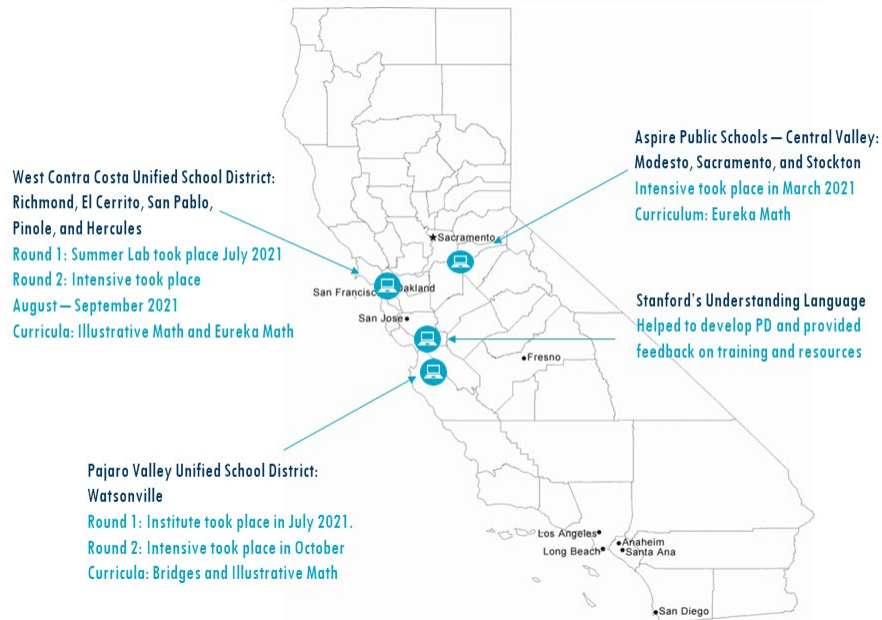 Aspire Public Schools – Central Valley:
Modesto, Sacramento, and Stockton
Intensive took place in March 2021
Curriculum: Eureka Math
West Contra Costa Unified School District:
Richmond, El Cerrito, San Pablo,
Pinole, and Hercules
Round 1: Summer Lab took place July 2021
Round 2: Intensive took place
August – September 2021
Curricula: Illustrative Math and Eureka Math
Stanford's Understanding Language
Helped to develop PD and provided
feedback on training and resources
Pajaro Valley Unified School District:
Watsonville
Round 1: Institute took place in July 2021.
Round 2: Intensive took place in October
Curricula: Bridges and Illustrative Math
Sacramento
San Francisc
Oakland
San Jose
Fresno
Los Angeles
Long Beach
Anaheim
Santa Ana
San Diego